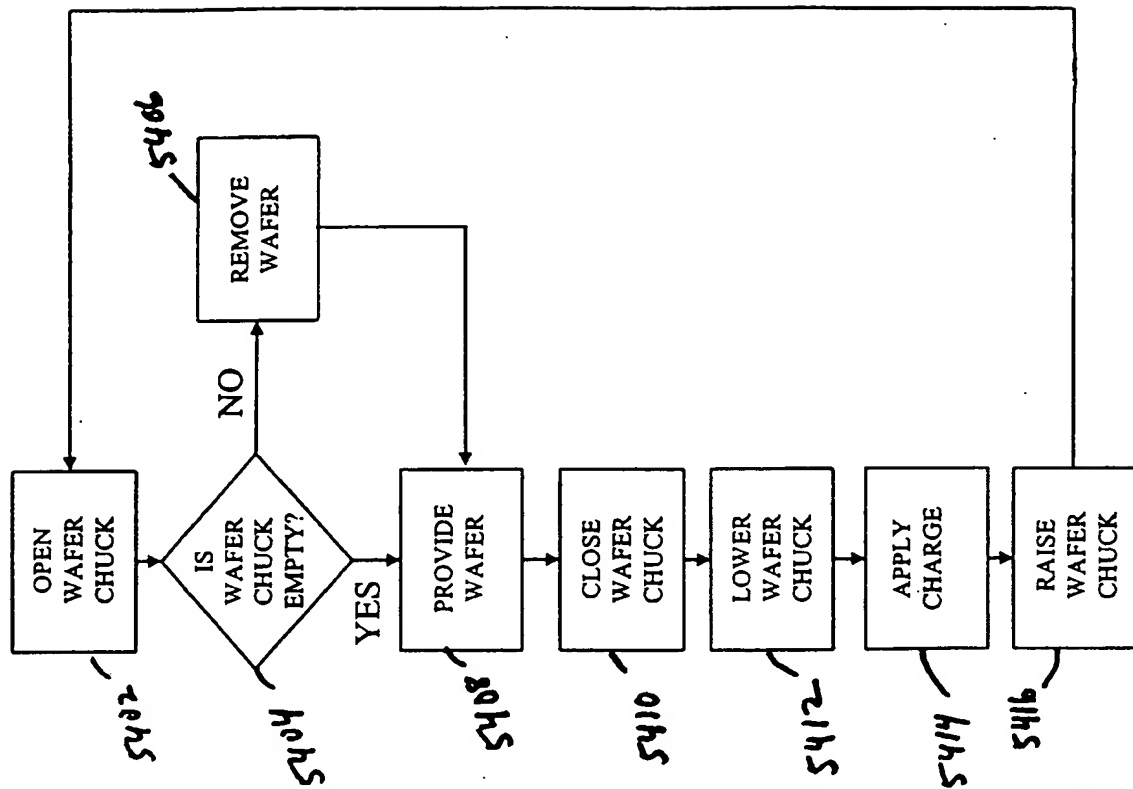 OPEN
WAFER
CHUCK
5402
IS
WAFER
CHUCK
EMPTY?
5404
NO
REMOVE
WAFER
5406
YES
PROVIDE
WAFER
5408
CLOSE
WAFER
CHUCK
5410
LOWER
WAFER
CHUCK
5412
APPLY
CHARGE
5414
RAISE
WAFER
CHUCK
5416